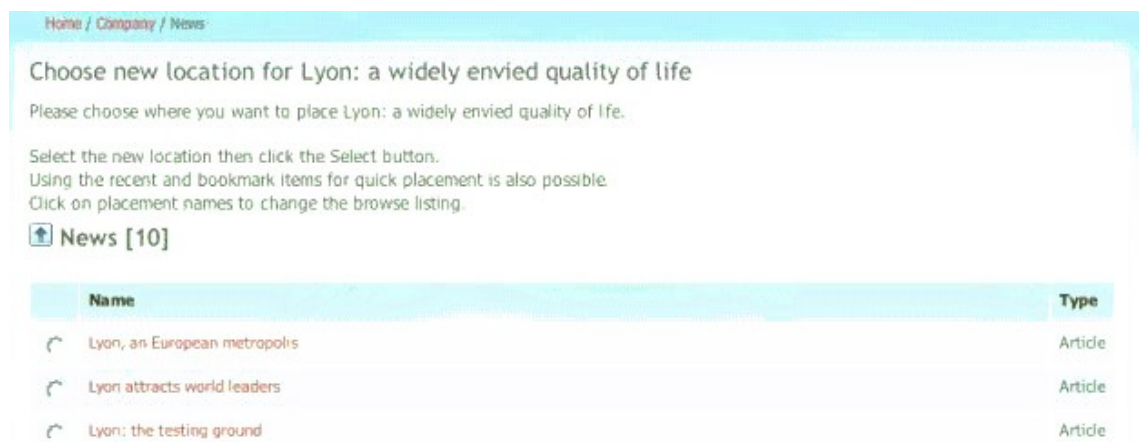 Home / Company / News
Choose new location for Lyon: a widely envied quality of life
Please choose where you want to place Lyon: a widely envied quality of lfe.
Select the new location then click the Select button.
Using the recent and bookmark items for quick placement is also possible.
Click on placement names to change the browse listing.
News [10]
Name Type
Lyon, an European metropolis Article
Lyon attracts world leaders Article
Lyon: the testing ground Article